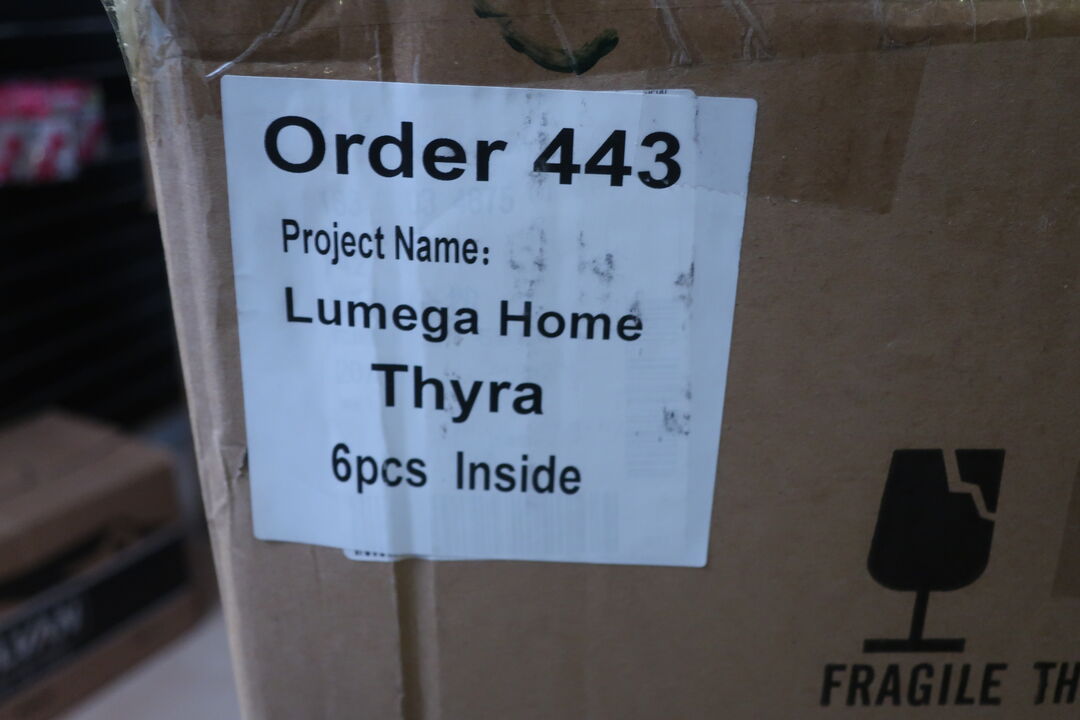 Order 443
Project Name:
Lumega Home
Thyra
6pcs Inside
FRAGILE TH